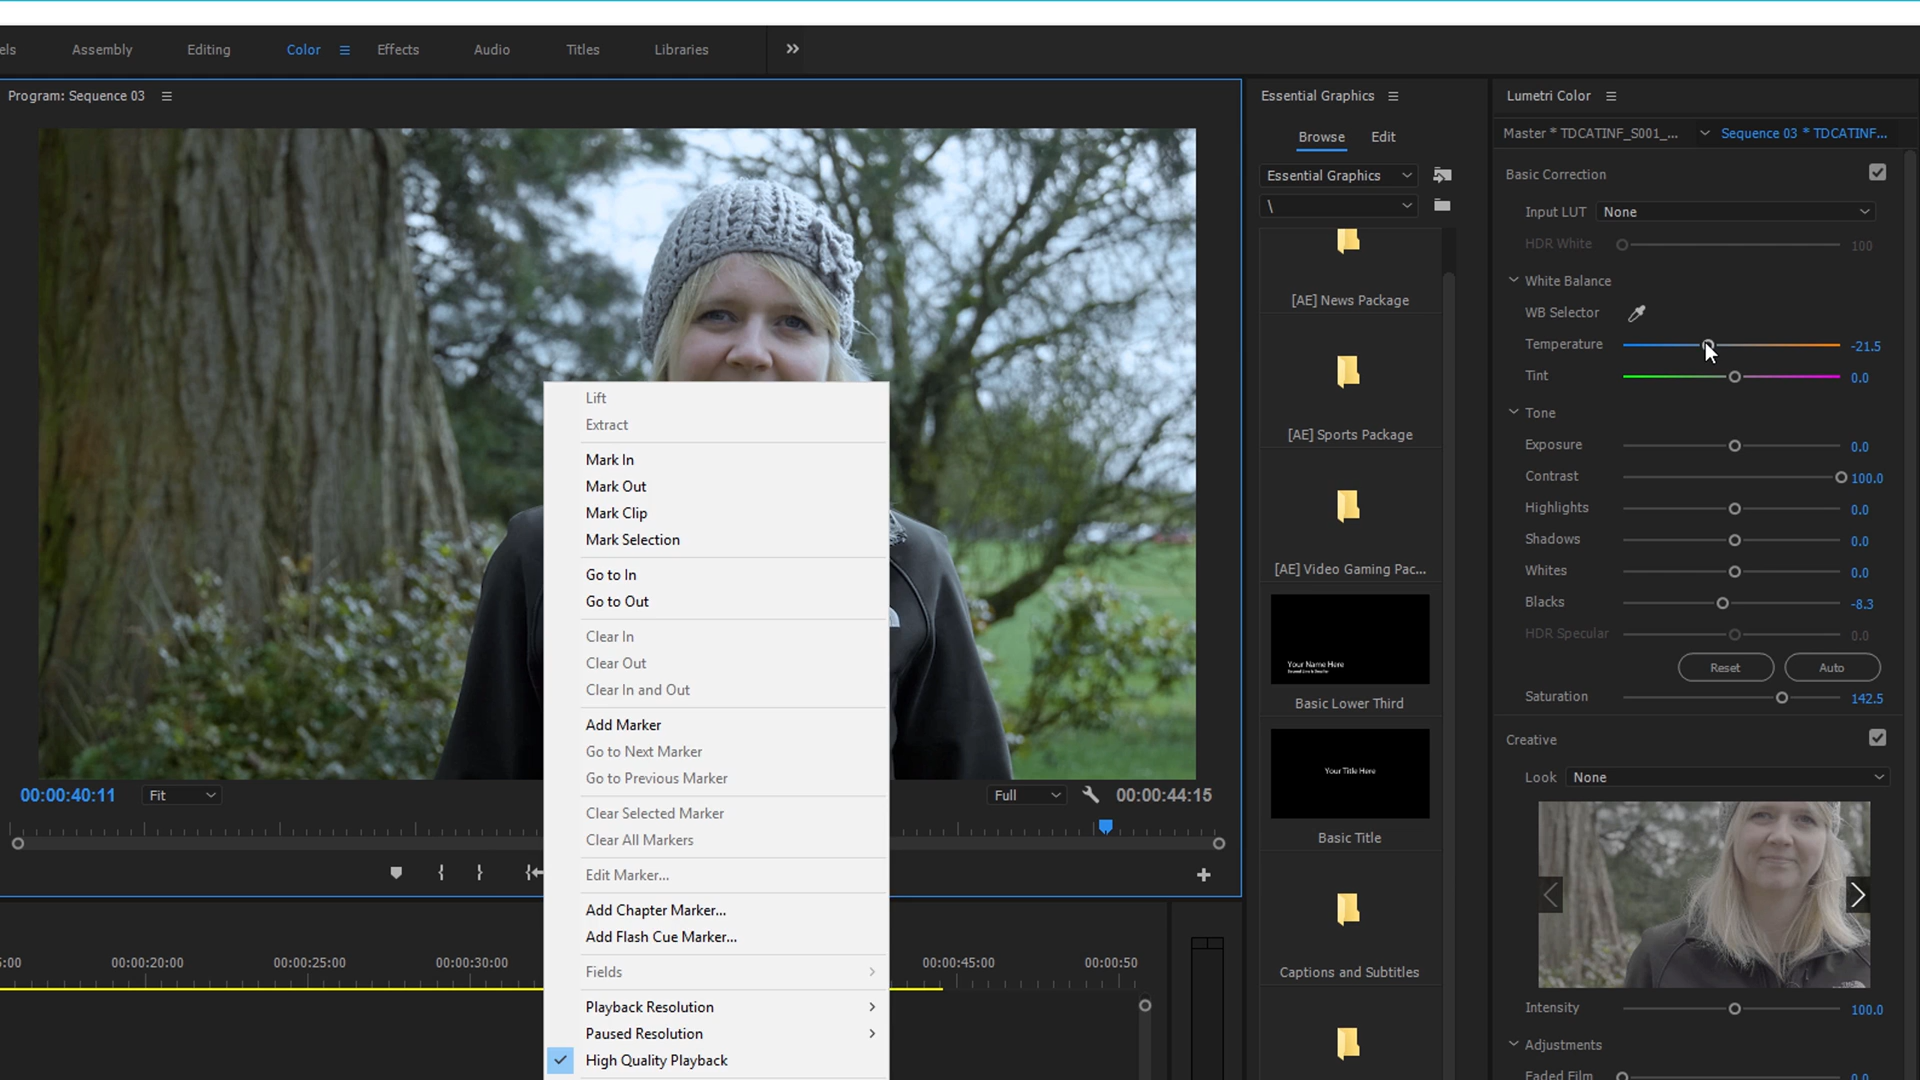 els Assembly Editing Color Effects Audio Titles Libraries
Program: Sequence 03
00:00:40:11 Fit Full 00:00:44:15
5:00 00:00:20:00 00:00:25:00 00:00:30:00 00:00:45:00 00:00:50
Lift
Extract
Mark In
Mark Out
Mark Clip
Mark Selection
Go to In
Go to Out
Clear In
Clear Out
Clear In and Out
Add Marker
Go to Next Marker
Go to Previous Marker
Clear Selected Marker
Clear All Markers
Edit Marker...
Add Chapter Marker...
Add Flash Cue Marker...
Fields
Playback Resolution
Paused Resolution
High Quality Playback
Essential Graphics
Browse Edit
Essential Graphics
\
[AE] News Package
[AE] Sports Package
[AE] Video Gaming Pac...
Your Name Here
Basic Lower Third
Your Title Here
Basic Title
Captions and Subtitles
Lumetri Color
Master * TDCATINF_S001_... Sequence 03 * TDCATINF...
Basic Correction
Input LUT None
HDR White 100
White Balance
WB Selector
Temperature -21.5
Tint 0.0
Tone
Exposure 0.0
Contrast 100.0
Highlights 0.0
Shadows 0.0
Whites 0.0
Blacks -8.3
HDR Specular 0.0
Reset Auto
Saturation 142.5
Creative
Look None
Intensity 100.0
Adjustments
Faded Film 0.0